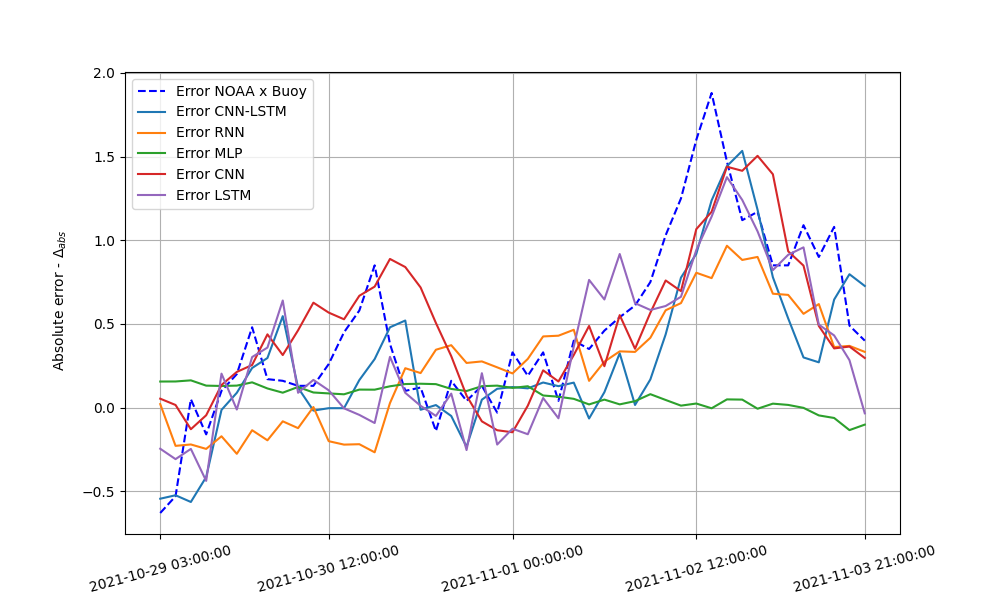 2.0
1.5
1.0
0.5
0.0
−0.5
Absolute error - Δabs
Error NOAA x Buoy
Error CNN-LSTM
Error RNN
Error MLP
Error CNN
Error LSTM
2021-10-29 03:00:00
2021-10-30 12:00:00
2021-11-01 00:00:00
2021-11-02 12:00:00
2021-11-03 21:00:00